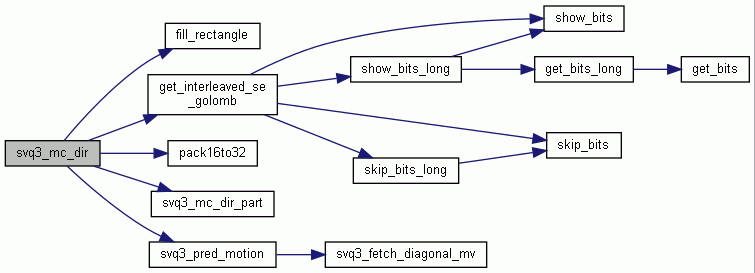 show_bits
fill_rectangle
show_bits_long
get_bits_long
get_bits
get_interleaved_se
_golomb
svq3_mc_dir
pack16to32
skip_bits
skip_bits_long
svq3_mc_dir_part
svq3_pred_motion
svq3_fetch_diagonal_mv